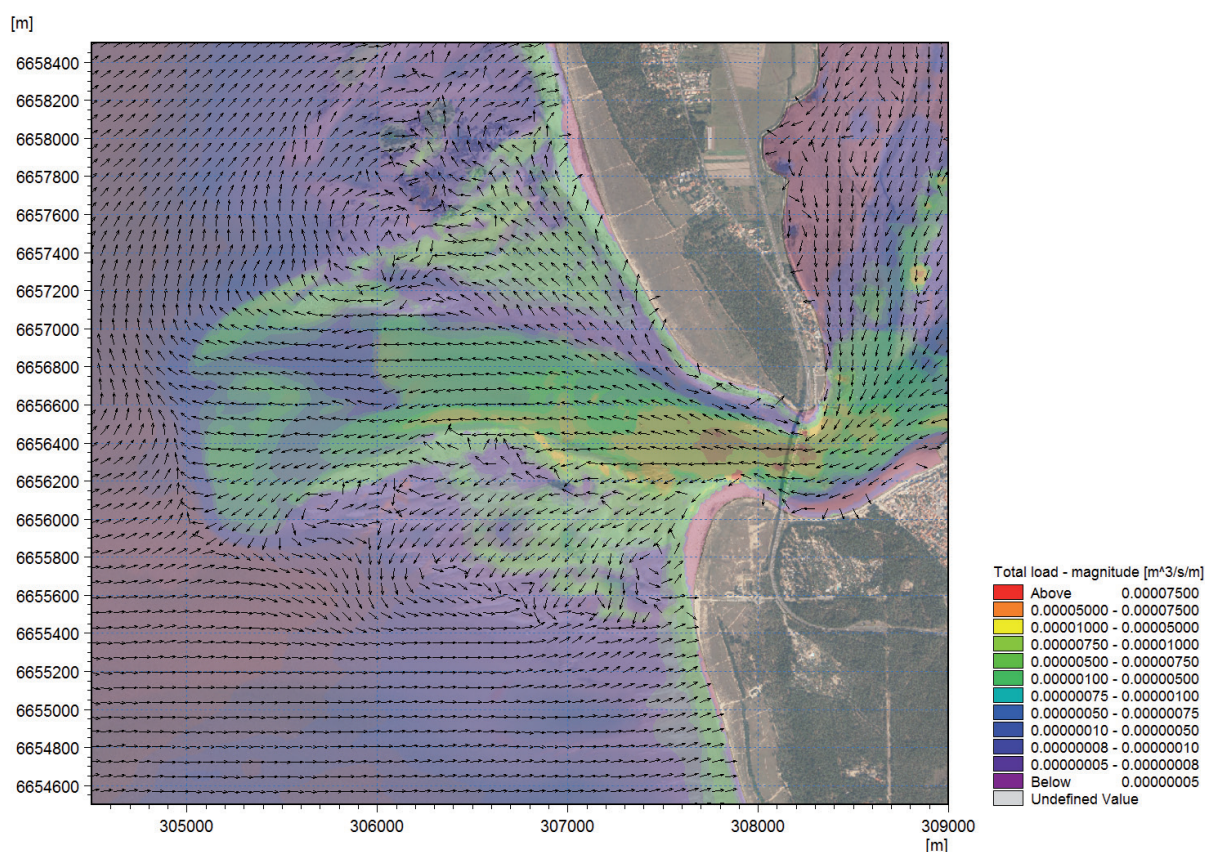 [m]
6658400
6658200
6658000
6657800
6657600
6657400
6657200
6657000
6656800
6656600
6656400
6656200
6656000
6655800
6655600
6655400
6655200
6655000
6654800
6654600
305000 306000 307000 308000 309000
[m]
Total load - magnitude [m^3/s/m]
Above 0.00007500
0.00005000 - 0.00007500
0.00001000 - 0.00005000
0.00000750 - 0.00001000
0.00000500 - 0.00000750
0.00000100 - 0.00000500
0.00000075 - 0.00000100
0.00000050 - 0.00000075
0.00000010 - 0.00000050
0.00000008 - 0.00000010
0.00000005 - 0.00000008
Below 0.00000005
Undefined Value